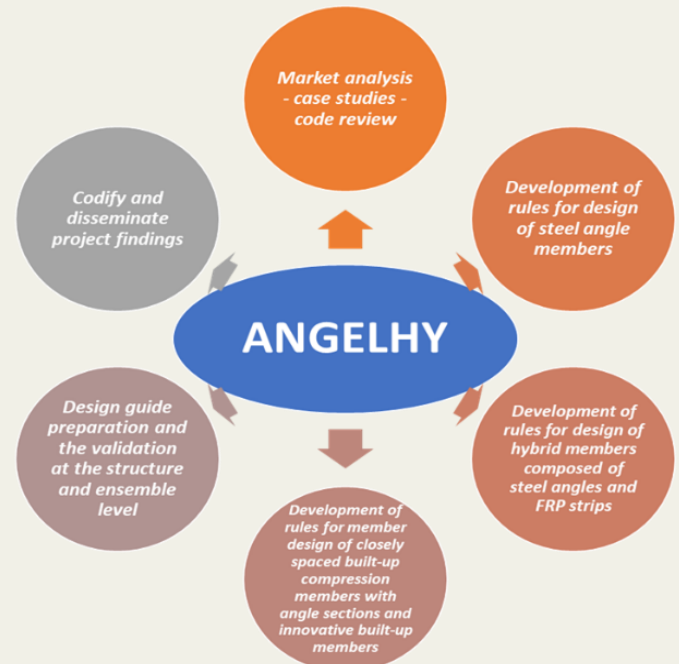 Market analysis
- case studies -
code review
Development of
rules for design
of steel angle
members
Development of
rules for design of
hybrid members
composed of
steel angles and
FRP strips
Development of
rules for member
design of closely
spaced built-up
compression
members with
angle sections and
innovative built-up
members
Design guide
preparation and
the validation
at the structure
and ensemble
level
Codify and
disseminate
project findings
ANGELHY